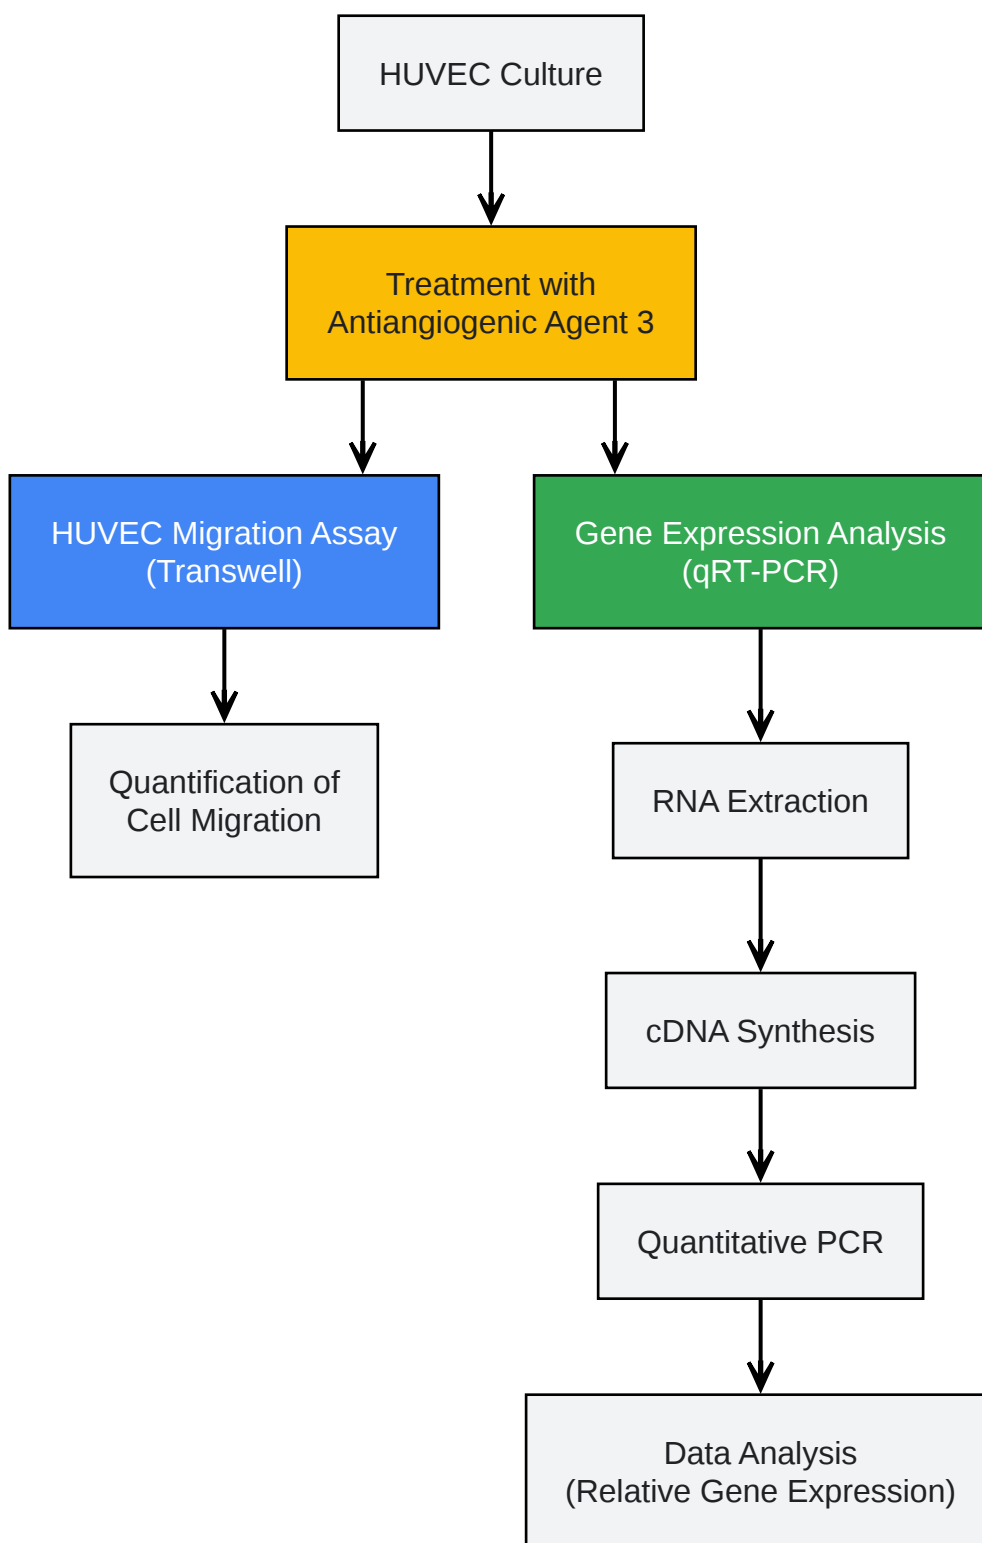 HUVEC Culture
Treatment with
Antiangiogenic Agent 3
HUVEC Migration Assay
(Transwell)
Gene Expression Analysis
(qRT-PCR)
Quantification of
Cell Migration
RNA Extraction
cDNA Synthesis
Quantitative PCR
Data Analysis
(Relative Gene Expression)